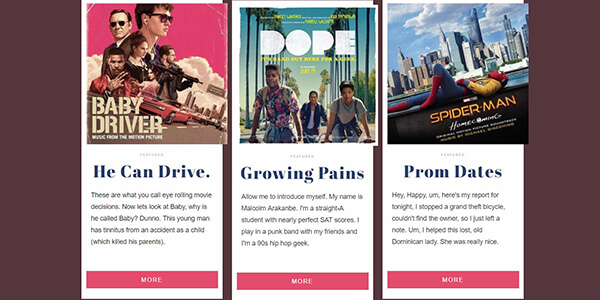 BABY
DRIVER
MUSIC FROM THE MOTION PICTURE
FEATURED
He Can Drive.
These are what you call eye rolling movie
decisions. Now lets look at Baby, why is
he called Baby? Dunno. This young man
has tinnitus from an accident as a child
(which killed his parents).
MORE
DOPE
FEATURED
Growing Pains
Allow me to introduce myself. My name is
Malcolm Arakanbe. I'm a straight-A
student with nearly perfect SAT scores. I
play in a punk band with my friends and
I'm a 90s hip hop geek.
MORE
SPIDER-MAN
HOMECOMING
ORIGINAL MOTION PICTURE SOUNDTRACK
MUSIC BY MICHAEL GIACCHINO
FEATURED
Prom Dates
Hey, Happy, um, here's my report for
tonight, I stopped a grand theft bicycle,
couldn't find the owner, so I just left a
note. Um, I helped this lost, old
Dominican lady. She was really nice.
MORE